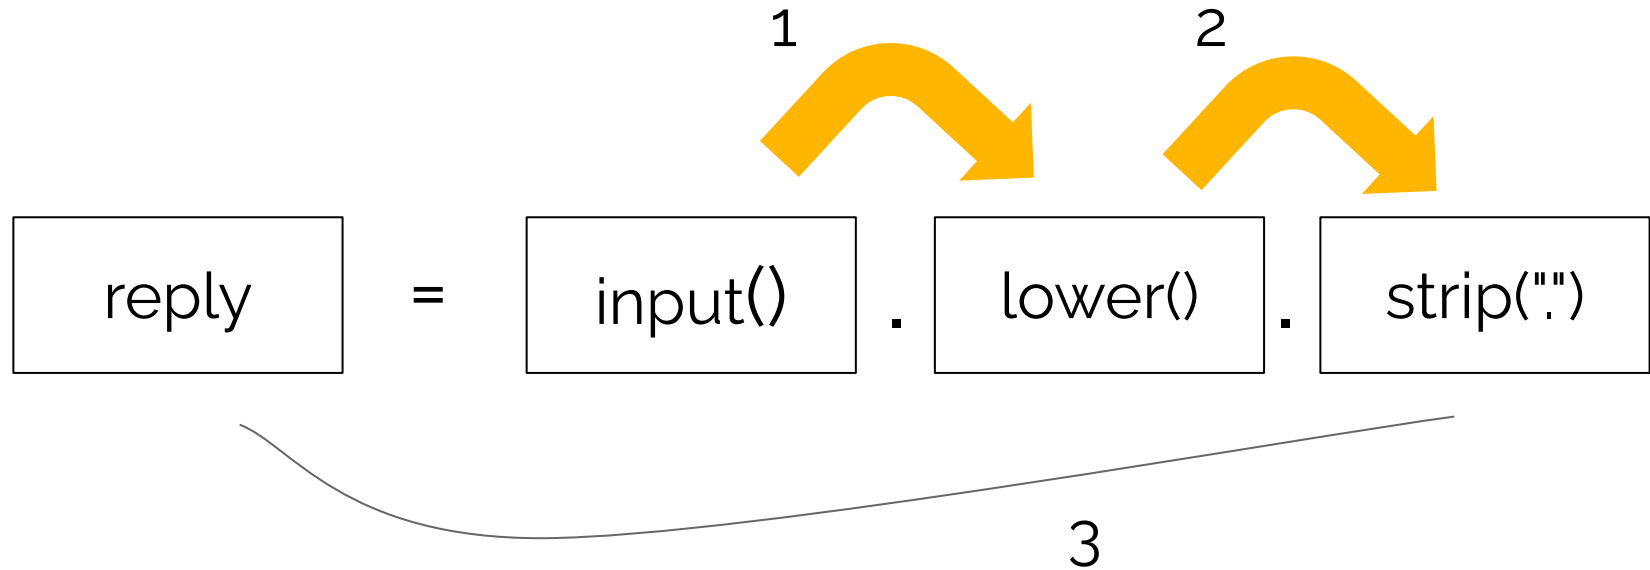 1 2
reply = input() . lower() . strip(".")
3